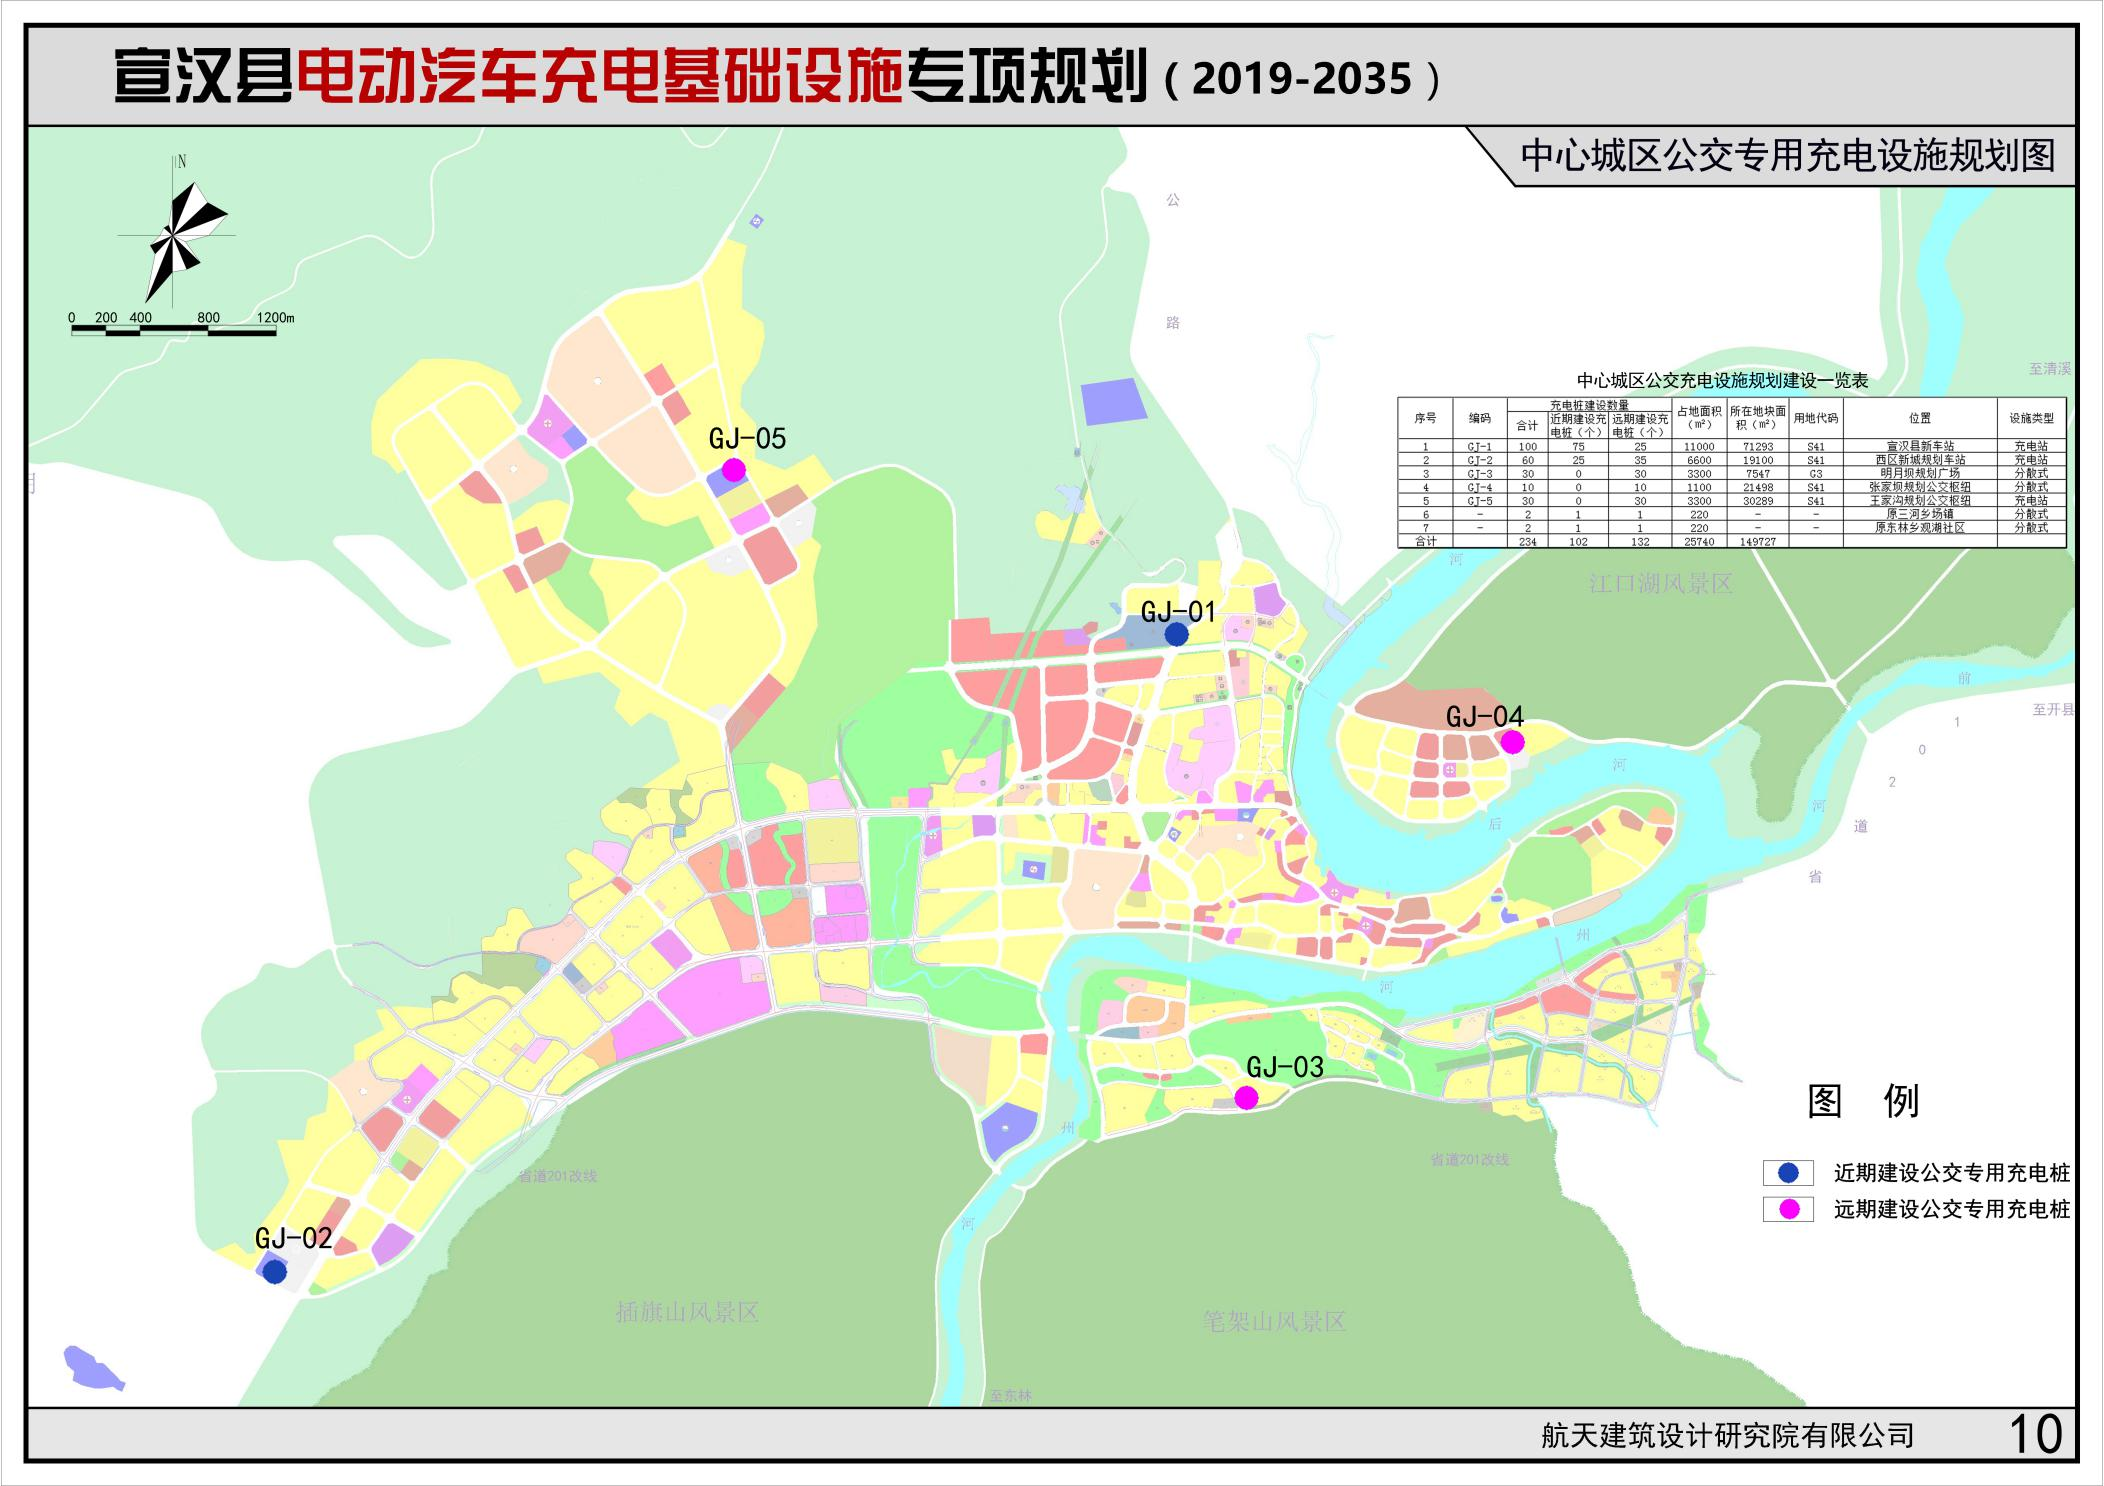 宣汉县电动汽车充电基础设施专项规划（2019-2035）
中心城区公交专用充电设施规划图
N
0 200 400 800 1200m
公
路
至清溪
中心城区公交充电设施规划建设一览表
序号 编码 充电桩建设数量 占地面积（m²） 所在地块面积（m²） 用地代码 位置 设施类型
合计 近期建设充电桩（个） 远期建设充电桩（个）
1 GJ-1 100 75 25 11000 71293 S41 宣汉县新车站 充电站
2 GJ-2 60 25 35 6600 19100 S41 西区新城规划车站 充电站
3 GJ-3 30 0 30 3300 7547 G3 明月坝规划广场 分散式
4 GJ-4 10 0 10 1100 21498 S41 张家坝规划公交枢纽 分散式
5 GJ-5 30 0 30 3300 30289 S41 王家沟规划公交枢纽 充电站
6 - 2 1 1 220 - - 原三河乡场镇 分散式
7 - 2 1 1 220 - - 原东林乡观湖社区 分散式
合计 234 102 132 25740 149727
GJ-05
月
河
江口湖风景区
GJ-01
前
至开县
GJ-04
1
0
2
河
河
道
后
省
州
河
GJ-03
图 例
州
省道201改线
省道201改线
近期建设公交专用充电桩
远期建设公交专用充电桩
河
GJ-02
插旗山风景区
笔架山风景区
至东林
航天建筑设计研究院有限公司
10